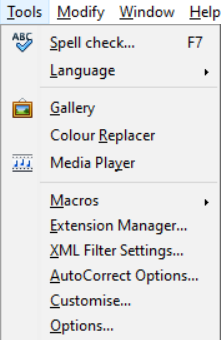 Tools Modify Window Help
ABC Spell check... F7
Language
Gallery
Colour Replacer
Media Player
Macros
Extension Manager...
XML Filter Settings...
AutoCorrect Options...
Customise...
Options...